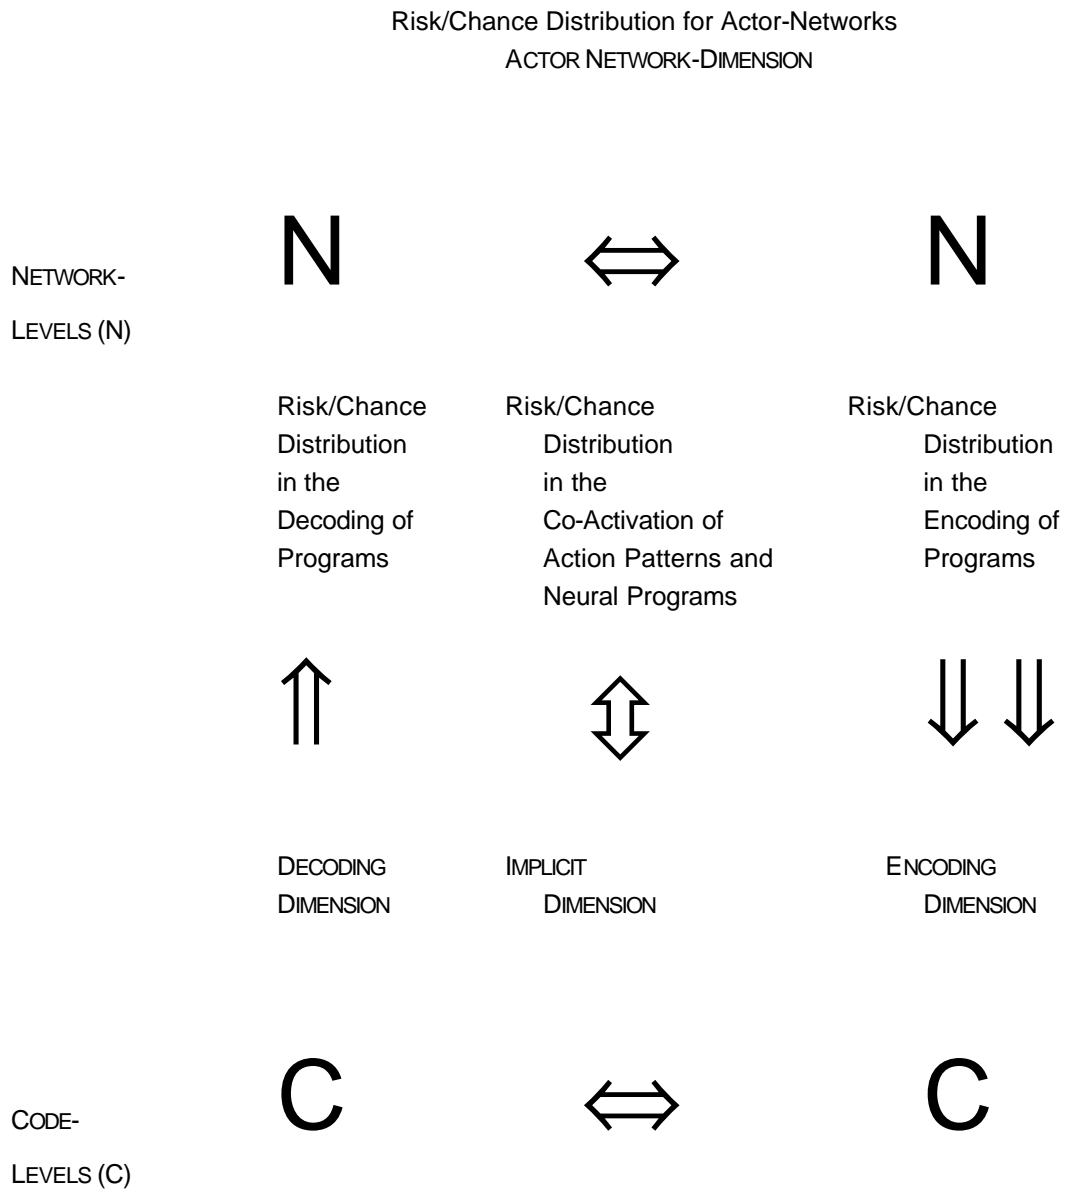 Risk/Chance Distribution for Actor-Networks
ACTOR NETWORK-DIMENSION
N ⇔ N
NETWORK-
LEVELS (N)
Risk/Chance Risk/Chance Risk/Chance
Distribution Distribution Distribution
in the in the in the
Decoding of Co-Activation of Encoding of
Programs Action Patterns and Programs
Neural Programs
⇑ ⇕ ⇓ ⇓
DECODING IMPLICIT ENCODING
DIMENSION DIMENSION DIMENSION
C ⇔ C
CODE-
LEVELS (C)